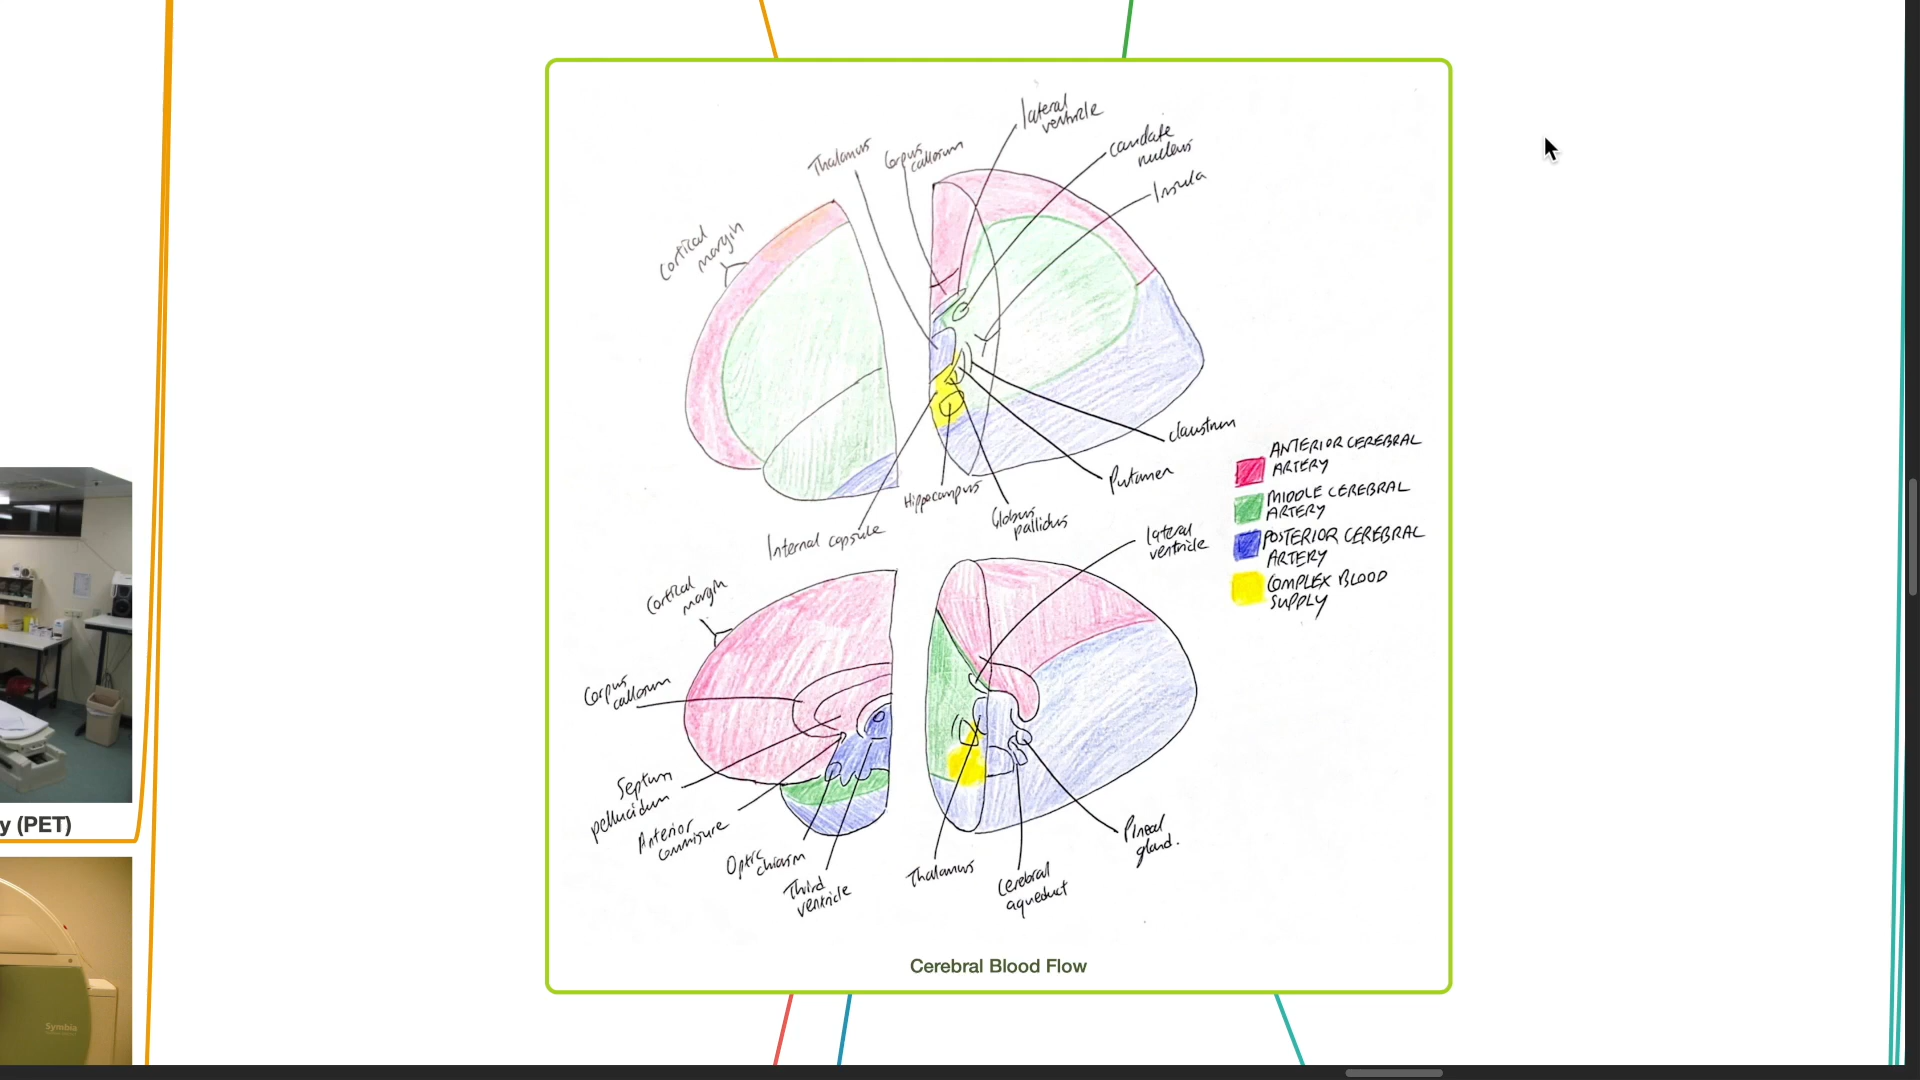 lateral
ventricle
Thalamus
Corpus
callosum
caudate
nucleus
Insula
Cortical
margin
claustrum
Putamen
Hippocampus
Globus
pallidus
Internal capsule
ANTERIOR CEREBRAL
ARTERY
MIDDLE CEREBRAL
ARTERY
POSTERIOR CEREBRAL
ARTERY
COMPLEX BLOOD
SUPPLY
lateral
ventricle
Cortical
margin
Corpus
callosum
Septum
pellucidum
Anterior
commisure
Optic
chiasm
Third
ventricle
Thalamus
Cerebral
aqueduct
Pineal
gland.
y (PET)
Symbia
Cerebral Blood Flow